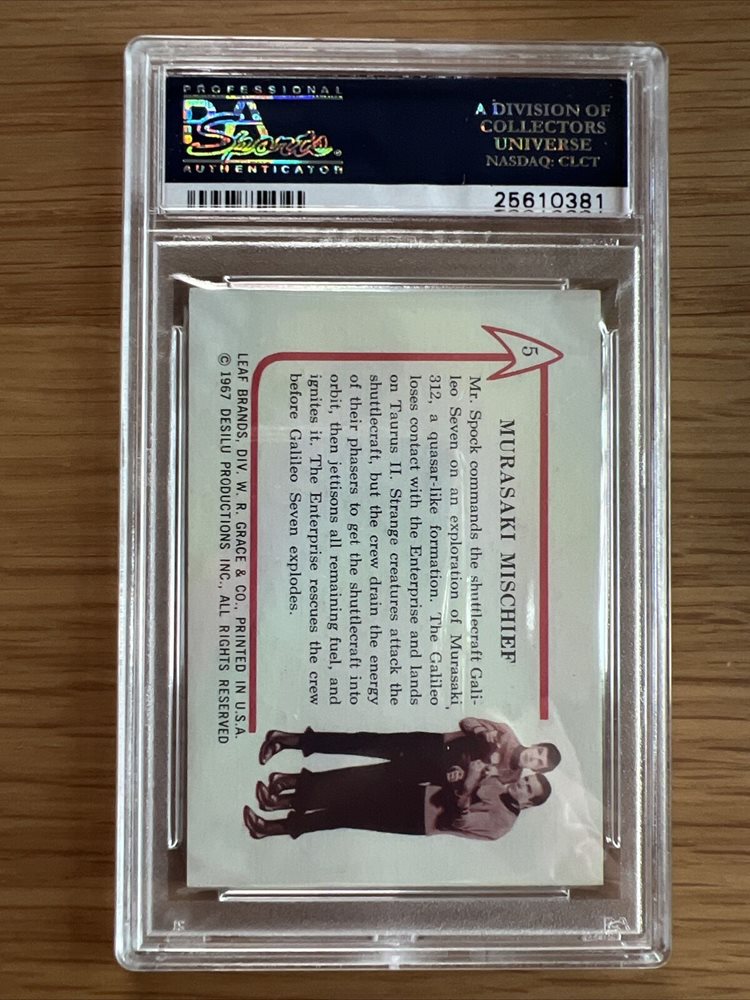 PROFESSIONAL
PSA
Sports
AUTHENTICATOR
A DIVISION OF
COLLECTORS
UNIVERSE
NASDAQ: CLCT
25610381
5
MURASAKI MISCHIEF
Mr. Spock commands the shuttlecraft Gali-
leo Seven on an exploration of Murasaki
312, a quasar-like formation. The Galileo
loses contact with the Enterprise and lands
on Taurus II. Strange creatures attack the
shuttlecraft, but the crew drain the energy
of their phasers to get the shuttlecraft into
orbit, then jettisons all remaining fuel, and
ignites it. The Enterprise rescues the crew
before Galileo Seven explodes.
LEAF BRANDS, DIV. W. R. GRACE & CO., PRINTED IN U.S.A.
© 1967 DESILU PRODUCTIONS INC., ALL RIGHTS RESERVED